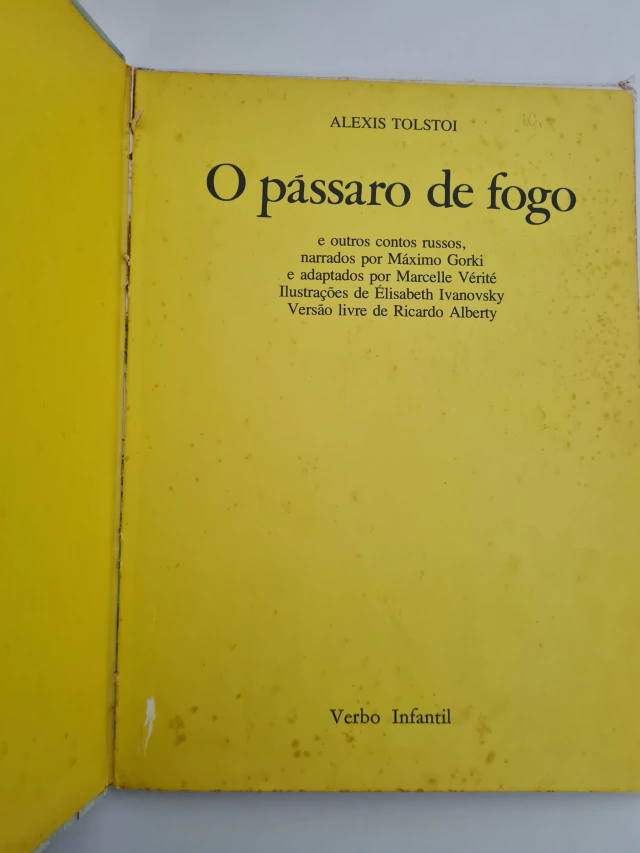 ALEXIS TOLSTOI
10.
O pássaro de fogo
e outros contos russos,
narrados por Máximo Gorki
e adaptados por Marcelle Vérité
Ilustrações de Élisabeth Ivanovsky
Versão livre de Ricardo Alberty
Verbo Infantil